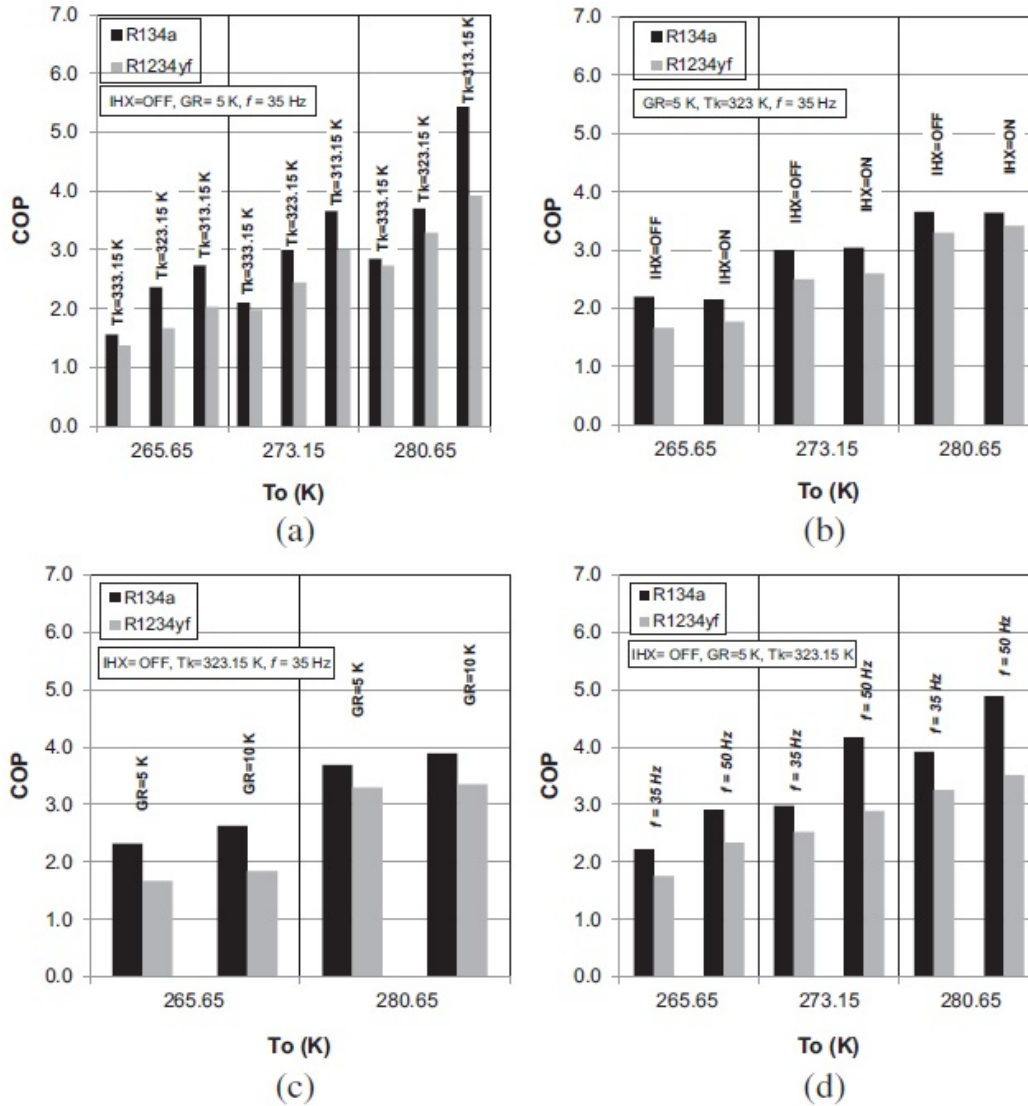 7.0
6.0
5.0
4.0
3.0
2.0
1.0
0.0
COP
R134a
R1234yf
IHX=OFF, GR= 5 K, f = 35 Hz
Tk=333.15 K
Tk=323.15 K
Tk=313.15 K
Tk=333.15 K
Tk=323.15 K
Tk=313.15 K
Tk=333.15 K
Tk=323.15 K
Tk=313.15 K
265.65 273.15 280.65
To (K)
(a)
7.0
6.0
5.0
4.0
3.0
2.0
1.0
0.0
COP
R134a
R1234yf
GR=5 K, Tk=323 K, f = 35 Hz
IHX=OFF
IHX=ON
IHX=OFF
IHX=ON
IHX=OFF
IHX=ON
265.65 273.15 280.65
To (K)
(b)
7.0
6.0
5.0
4.0
3.0
2.0
1.0
0.0
COP
R134a
R1234yf
IHX= OFF, Tk=323.15 K, f = 35 Hz
GR=5 K
GR=10 K
GR=5 K
GR=10 K
265.65 280.65
To (K)
(c)
7.0
6.0
5.0
4.0
3.0
2.0
1.0
0.0
COP
R134a
R1234yf
IHX= OFF, GR=5 K, Tk=323.15 K
f = 35 Hz
f = 50 Hz
f = 35 Hz
f = 50 Hz
f = 35 Hz
f = 50 Hz
265.65 273.15 280.65
To (K)
(d)